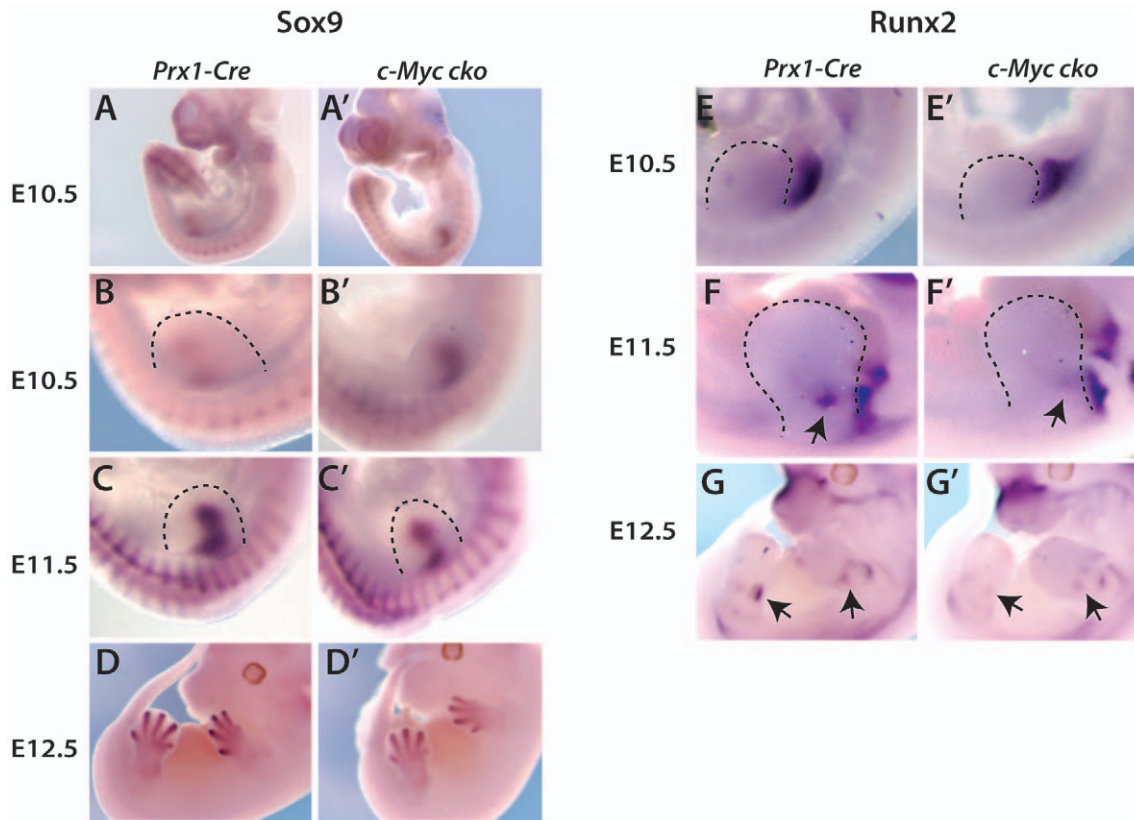 Sox9
Runx2
Prx1-Cre
c-Myc cko
Prx1-Cre
c-Myc cko
A
A′
E
E′
E10.5
E10.5
B
B′
F
F′
E10.5
E11.5
C
C′
G
G′
E11.5
E12.5
D
D′
E12.5